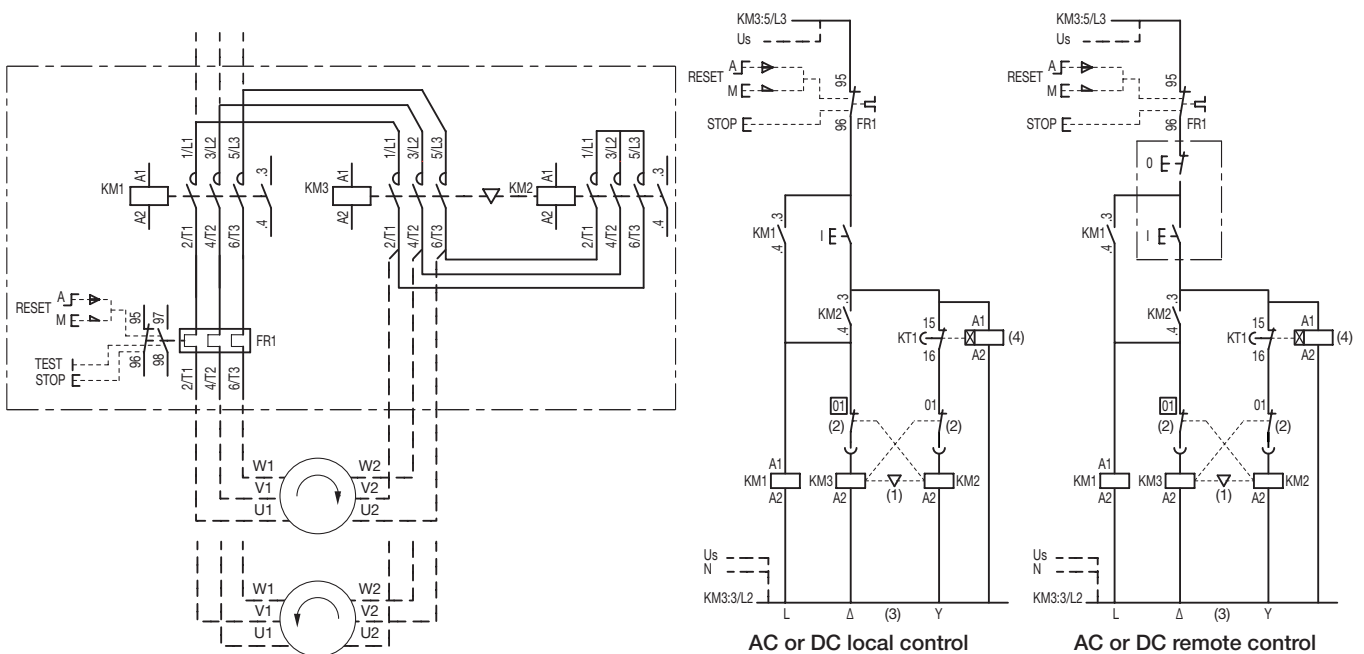 1/L1
3/L2
5/L3
.3
1/L1
3/L2
5/L3
1/L1
3/L2
5/L3
.3
KM1
A1
A2
KM3
A1
A2
KM2
A1
A2
2/T1
4/T2
6/T3
.4
2/T1
4/T2
6/T3
2/T1
4/T2
6/T3
.4
RESET
A
M
95
97
TEST
STOP
96
98
FR1
2/T1
4/T2
6/T3
W1
W2
V1
V2
U1
U2
W1
W2
V1
V2
U1
U2
KM3:5/L3
Us
RESET
A
M
95
STOP
96
FR1
KM1
.3
.4
I
KM2
.3
.4
15
KT1
16
A1
(4)
A2
01
01
(2)
(2)
A1
KM1
A2
KM3
A2
(1)
A2
KM2
Us
N
KM3:3/L2
L
Δ
(3)
Y
AC or DC local control
KM3:5/L3
Us
RESET
A
M
95
STOP
96
FR1
0
KM1
.3
.4
I
KM2
.3
.4
15
KT1
16
A1
(4)
A2
01
01
(2)
(2)
A1
KM1
A2
KM3
A2
(1)
A2
KM2
Us
N
KM3:3/L2
L
Δ
(3)
Y
AC or DC remote control